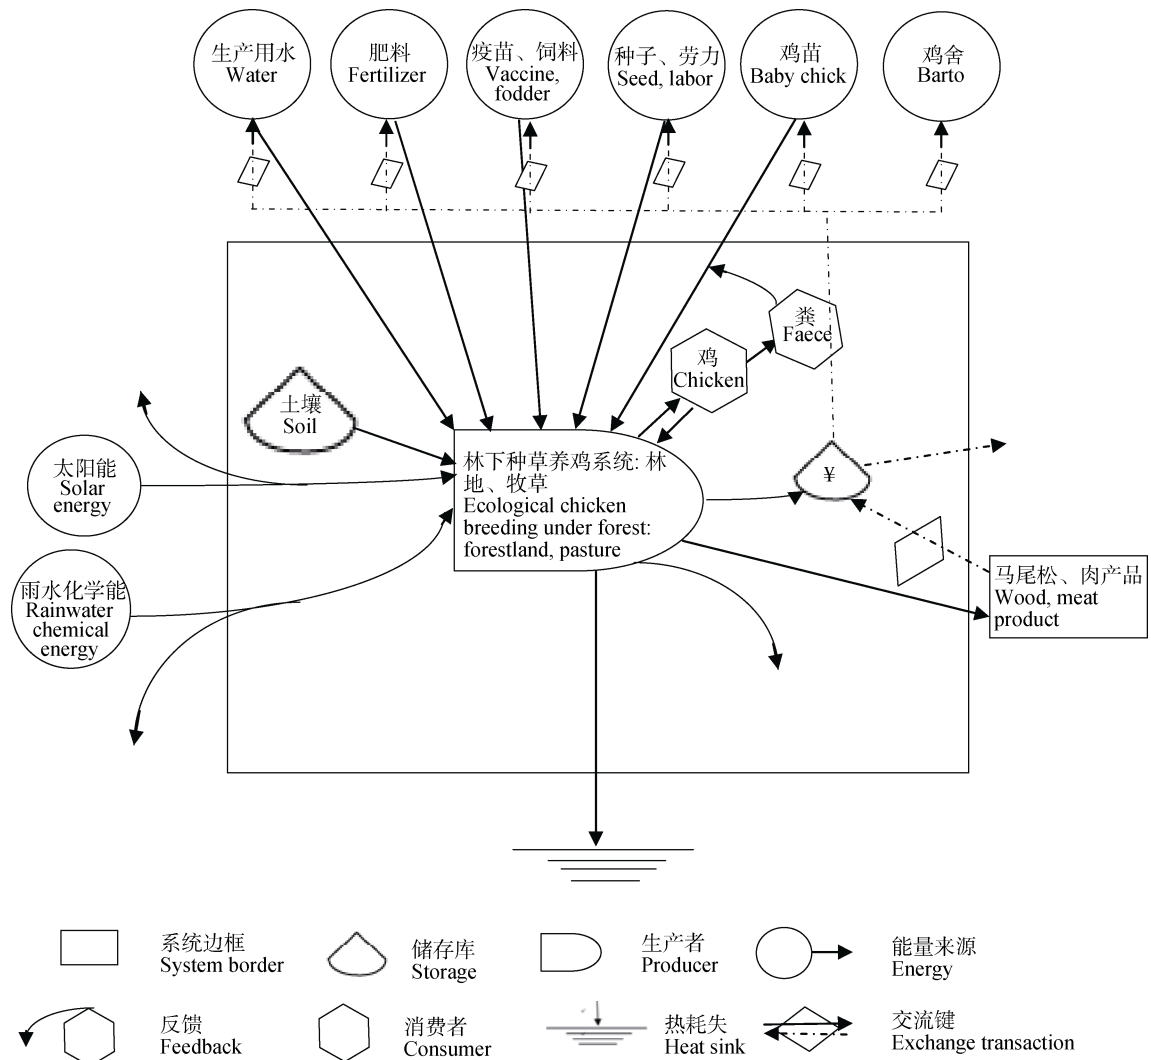 生产用水
Water
肥料
Fertilizer
疫苗、饲料
Vaccine,
fodder
种子、劳力
Seed, labor
鸡苗
Baby chick
鸡舍
Barto
粪
Faece
鸡
Chicken
土壤
Soil
太阳能
Solar
energy
林下种草养鸡系统: 林
地、牧草
Ecological chicken
breeding under forest:
forestland, pasture
¥
雨水化学能
Rainwater
chemical
energy
马尾松、肉产品
Wood, meat
product
系统边框
System border
储存库
Storage
生产者
Producer
能量来源
Energy
反馈
Feedback
消费者
Consumer
热耗失
Heat sink
交流键
Exchange transaction